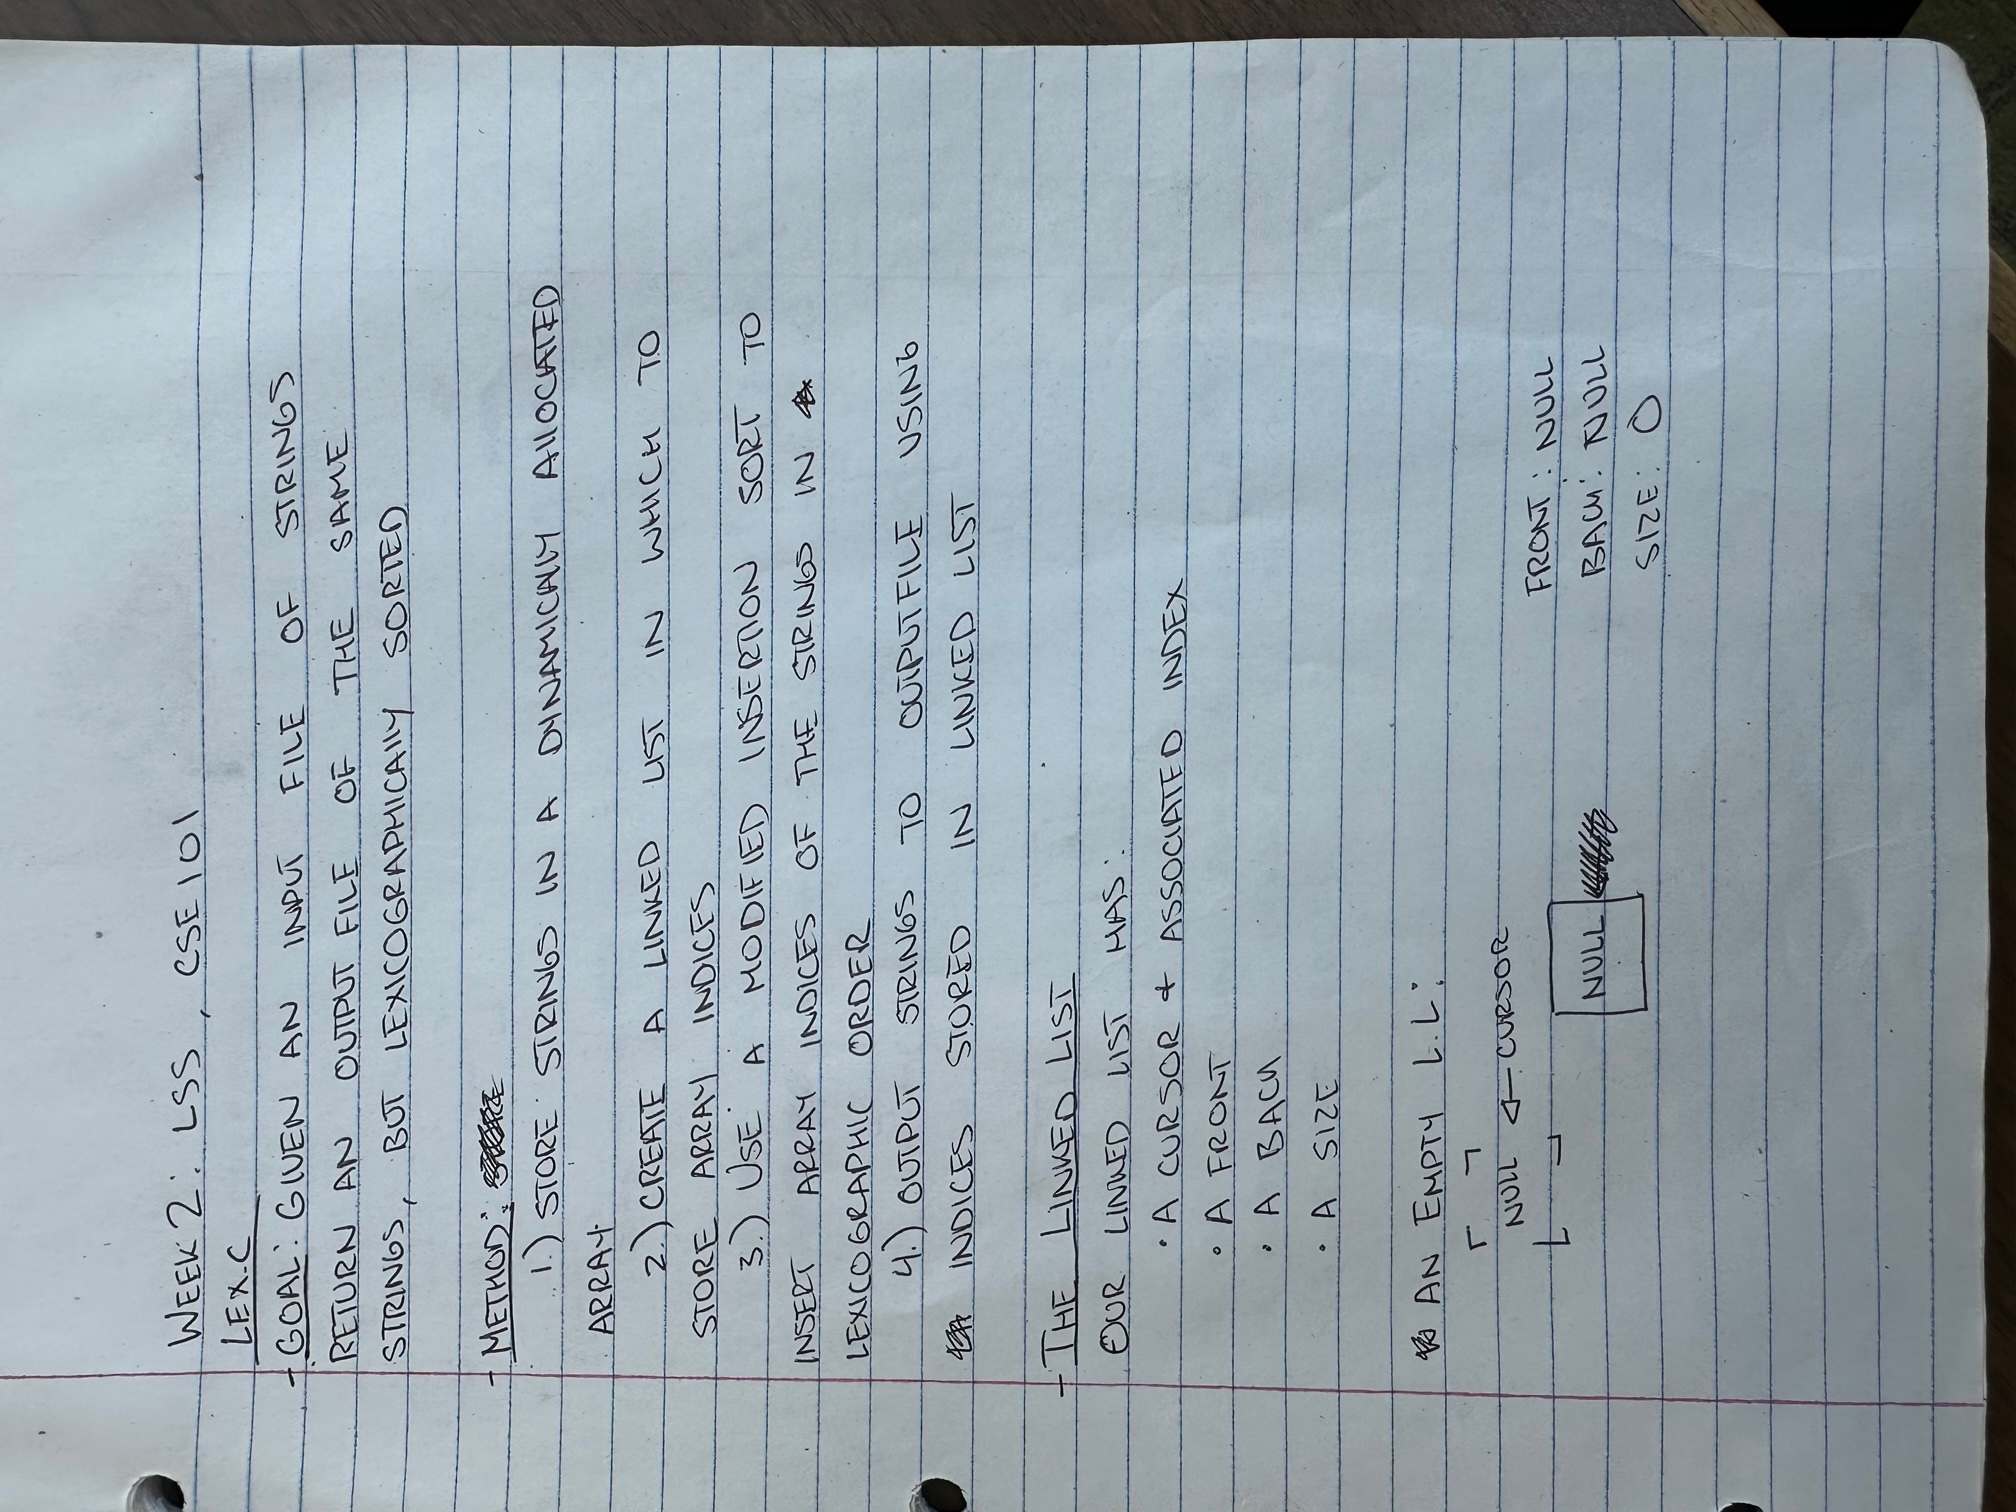 WEEK 2: LSS, CSE 101
LEX.C
- GOAL: GIVEN AN INPUT FILE OF STRINGS
RETURN AN OUTPUT FILE OF THE SAME
STRINGS, BUT LEXICOGRAPHICALLY SORTED
- METHOD:
1.) STORE STRINGS IN A DYNAMICALLY ALLOCATED
ARRAY
2.) CREATE A LINKED LIST IN WHICH TO
STORE ARRAY INDICES
3.) USE A MODIFIED INSERTION SORT TO
INSERT ARRAY INDICES OF THE STRINGS IN
LEXICOGRAPHIC ORDER
4.) OUTPUT STRINGS TO OUTPUTFILE USING
INDICES STORED IN LINKED LIST
- THE LINKED LIST
OUR LINKED LIST HAS:
• A CURSOR & ASSOCIATED INDEX
• A FRONT
• A BACK
• A SIZE
AN EMPTY L.L:
NULL ← CURSOR
FRONT: NULL
NULL
BACK: NULL
SIZE: 0